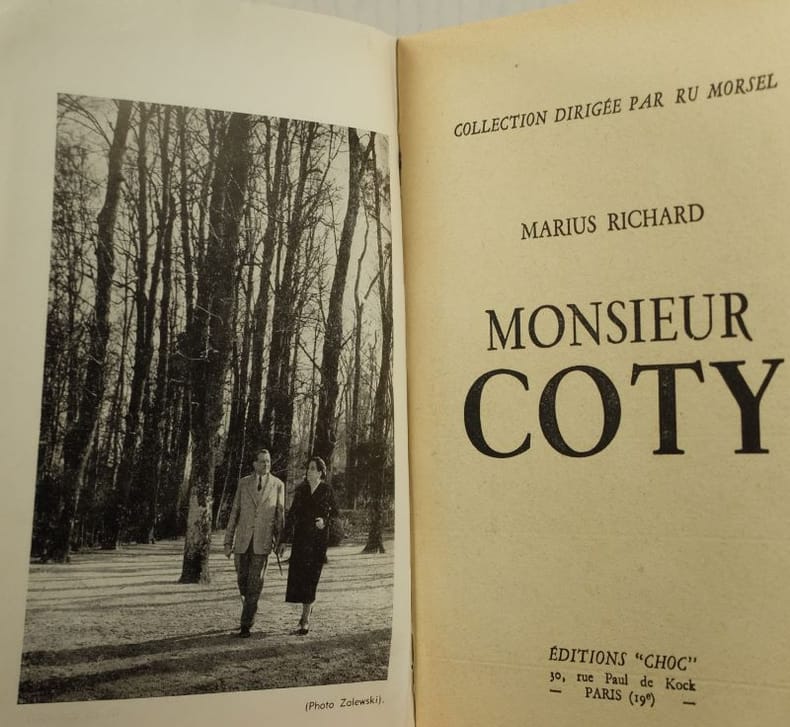 (Photo Zalewski).
COLLECTION DIRIGÉE PAR RU MORSEL
MARIUS RICHARD
MONSIEUR
COTY
ÉDITIONS "CHOC"
30, rue Paul de Kock
— PARIS (19e) —